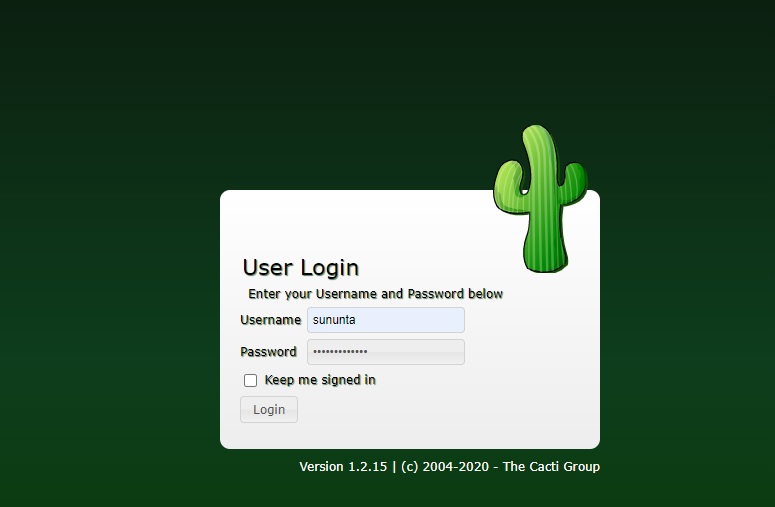 User Login
Enter your Username and Password below
Username sununta
Password •••••••••••••
Keep me signed in
Login
Version 1.2.15 | (c) 2004-2020 - The Cacti Group